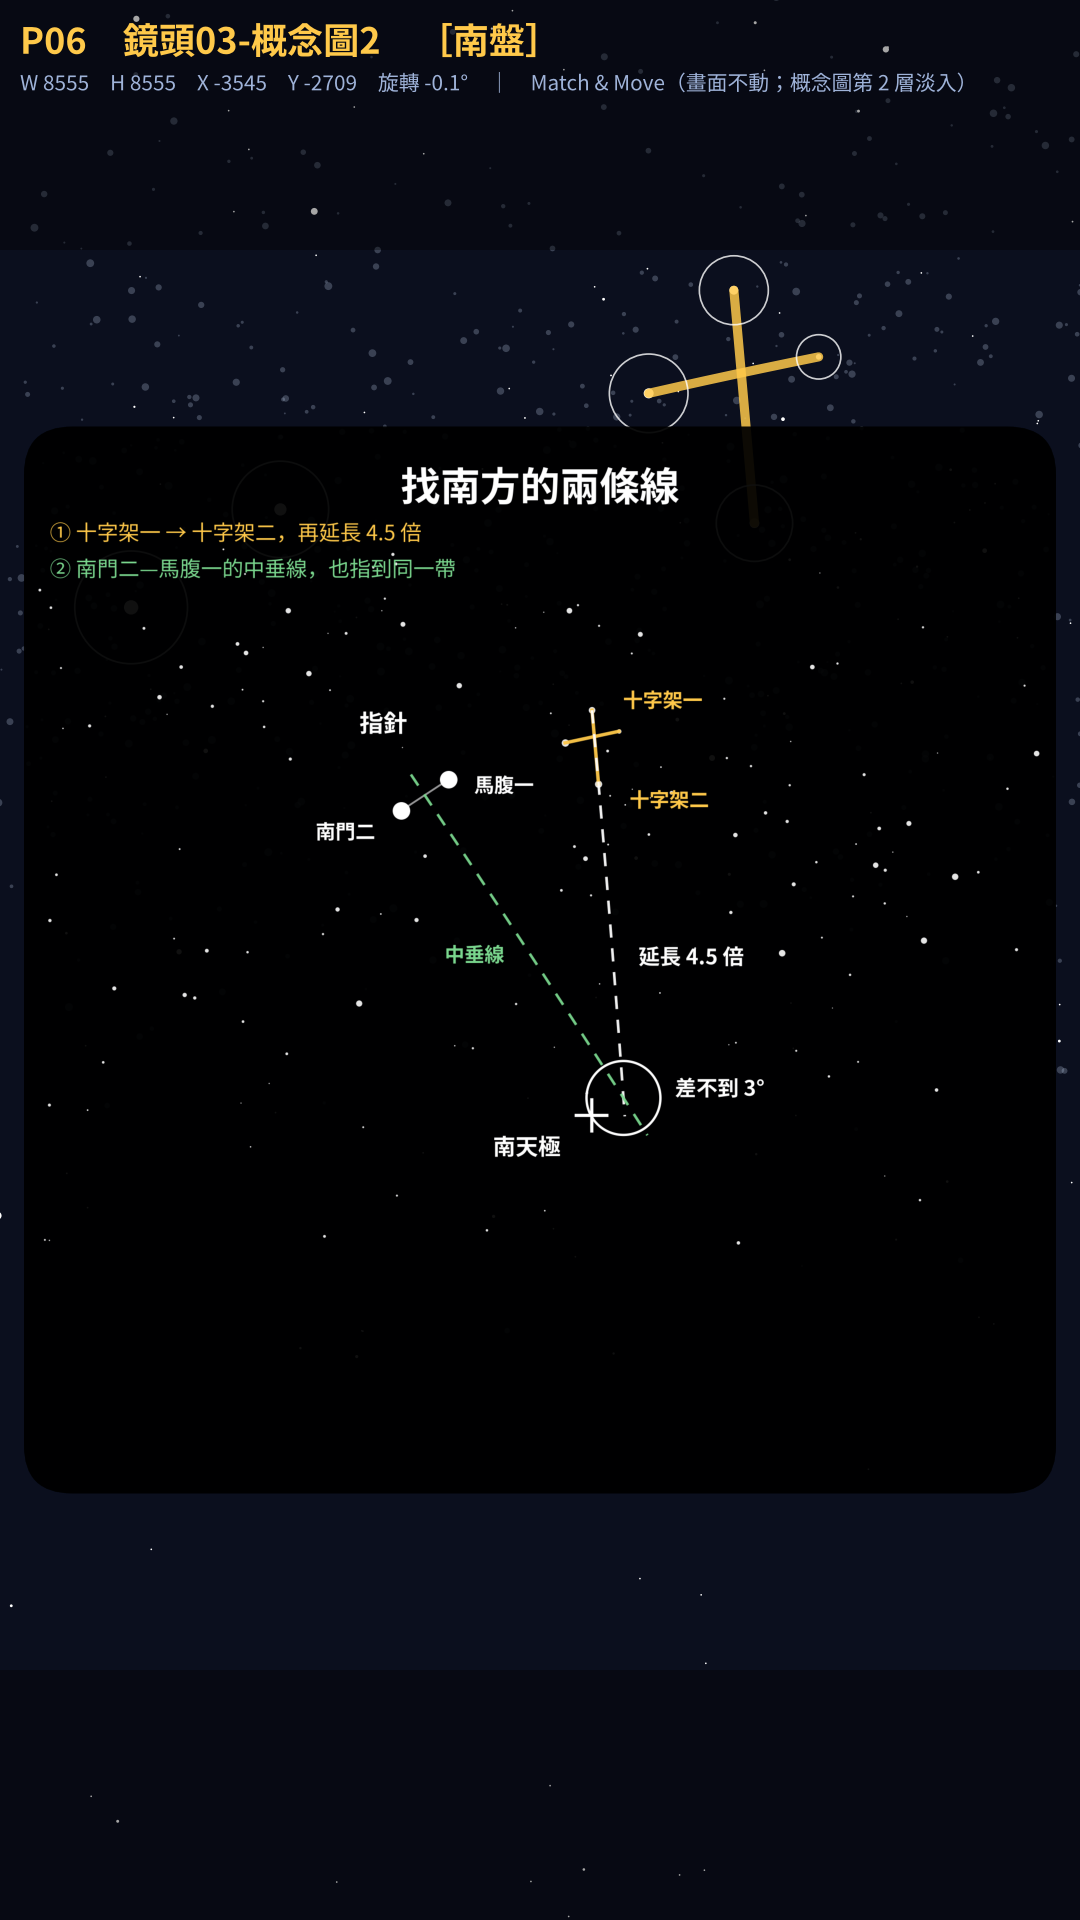 P06　鏡頭03-概念圖2　［南盤］
W 8555　H 8555　X -3545　Y -2709　旋轉 -0.1°　｜　Match & Move（畫面不動；概念圖第 2 層淡入）
找南方的兩條線
① 十字架一 → 十字架二，再延長 4.5 倍
② 南門二—馬腹一的中垂線，也指到同一帶
十字架一
指針
馬腹一
十字架二
南門二
中垂線
延長 4.5 倍
差不到 3°
南天極